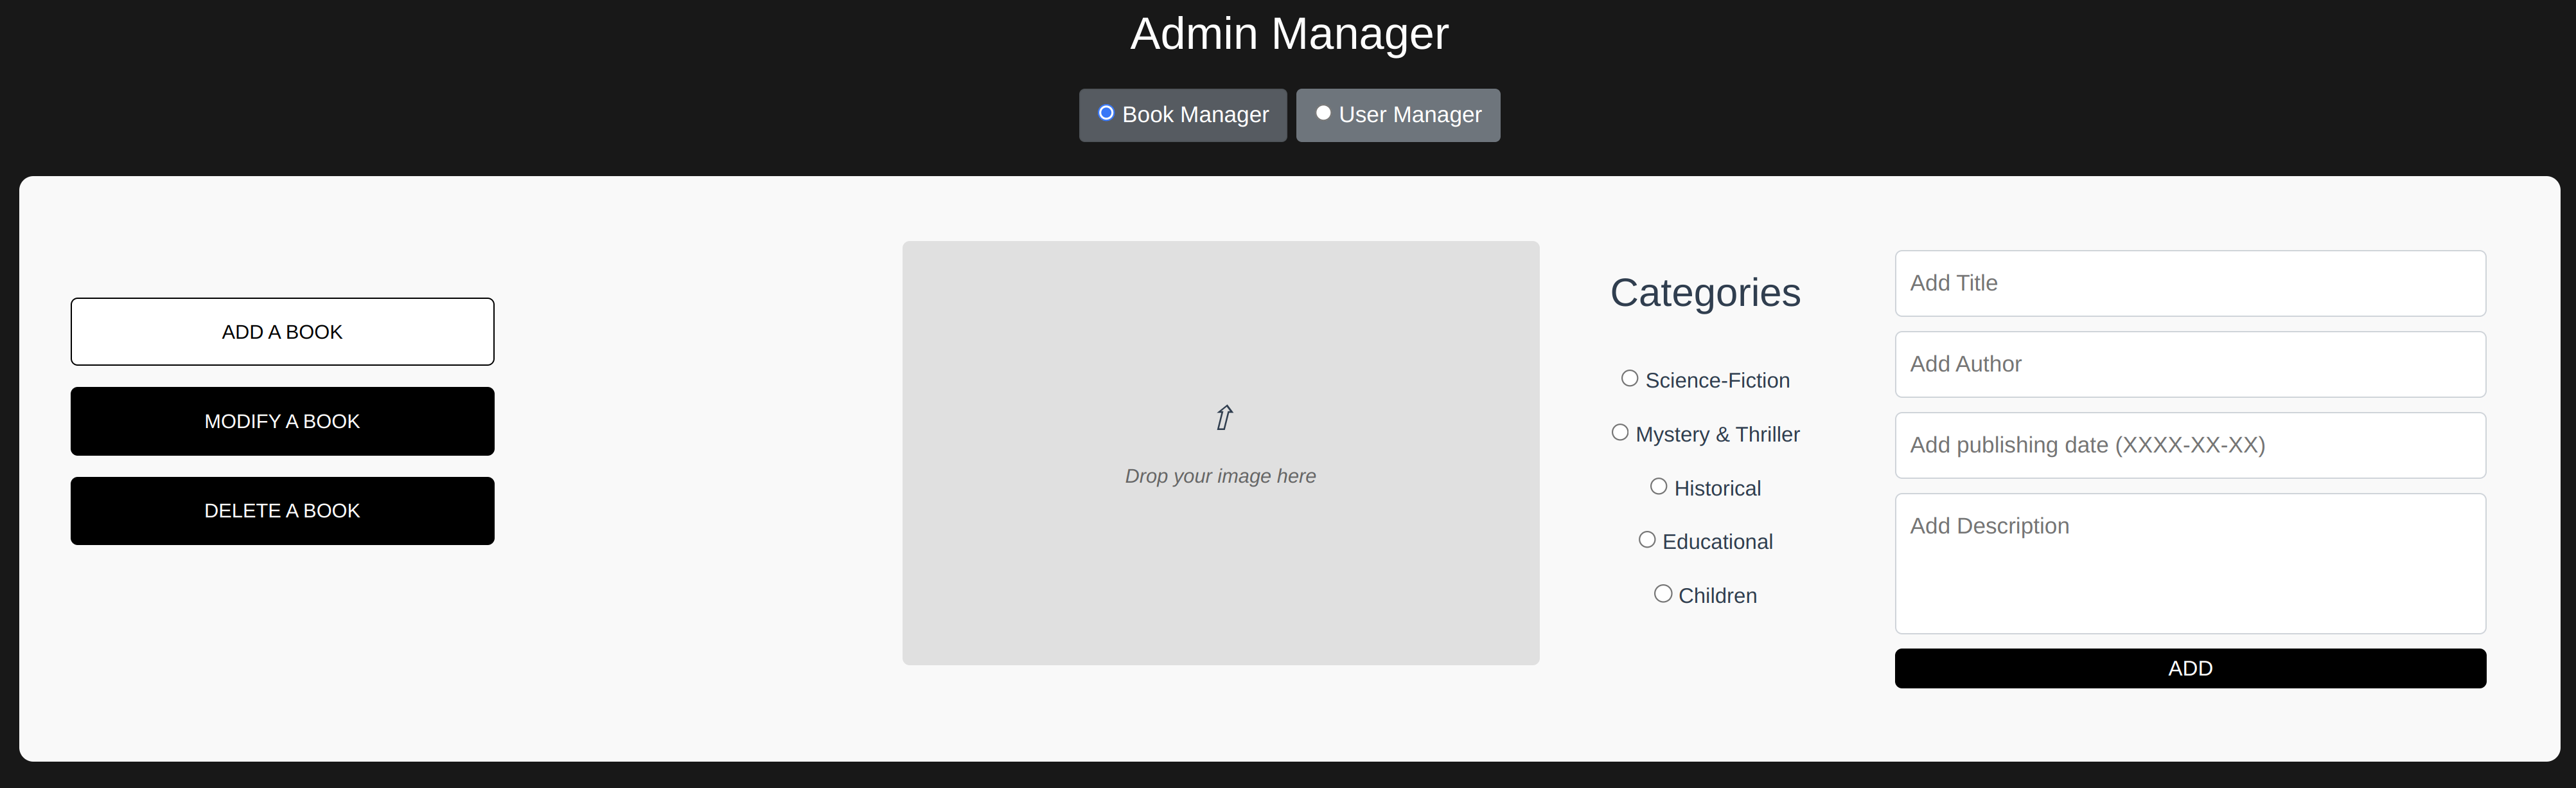 Admin Manager
Book Manager
User Manager
ADD A BOOK
MODIFY A BOOK
DELETE A BOOK
⇧
Drop your image here
Categories
Science-Fiction
Mystery & Thriller
Historical
Educational
Children
Add Title
Add Author
Add publishing date (XXXX-XX-XX)
Add Description
ADD